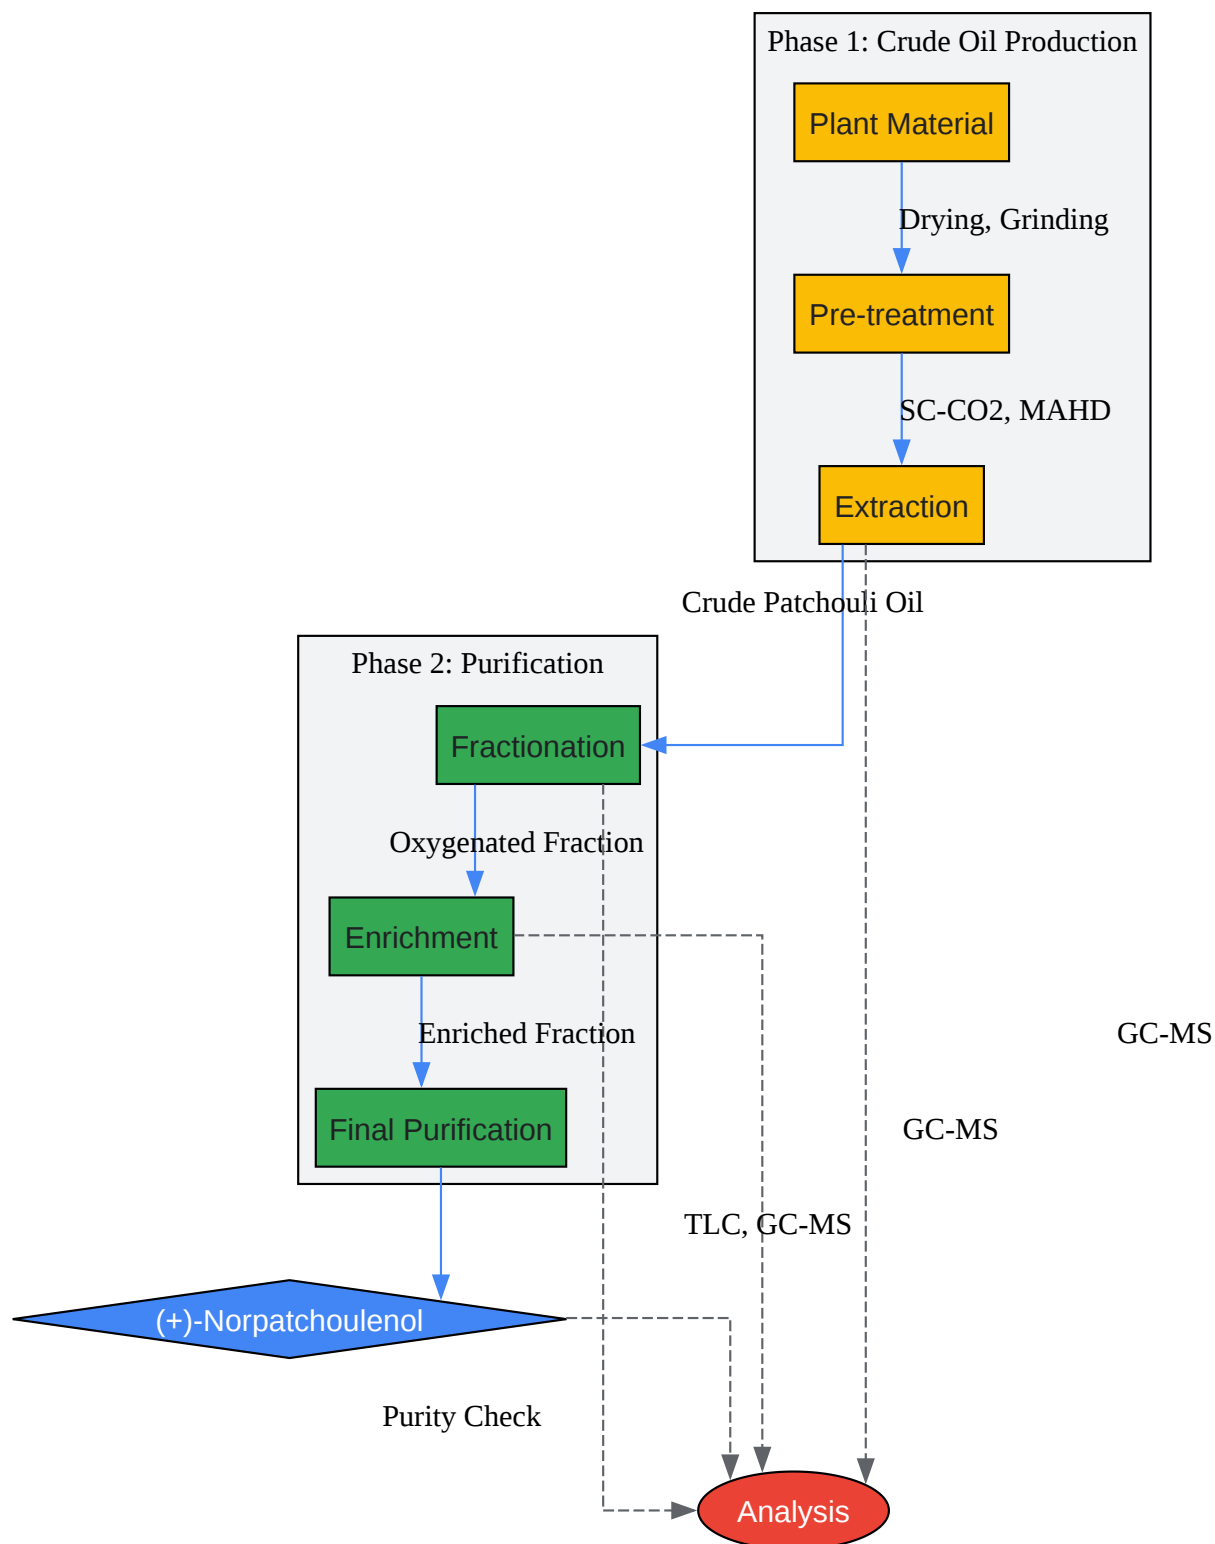 Phase 1: Crude Oil Production
Plant Material
Drying, Grinding
Pre-treatment
SC-CO2, MAHD
Extraction
Crude Patchouli Oil
Phase 2: Purification
Fractionation
Oxygenated Fraction
Enrichment
Enriched Fraction
GC-MS
Final Purification
GC-MS
TLC, GC-MS
(+)-Norpatchoulenol
Purity Check
Analysis